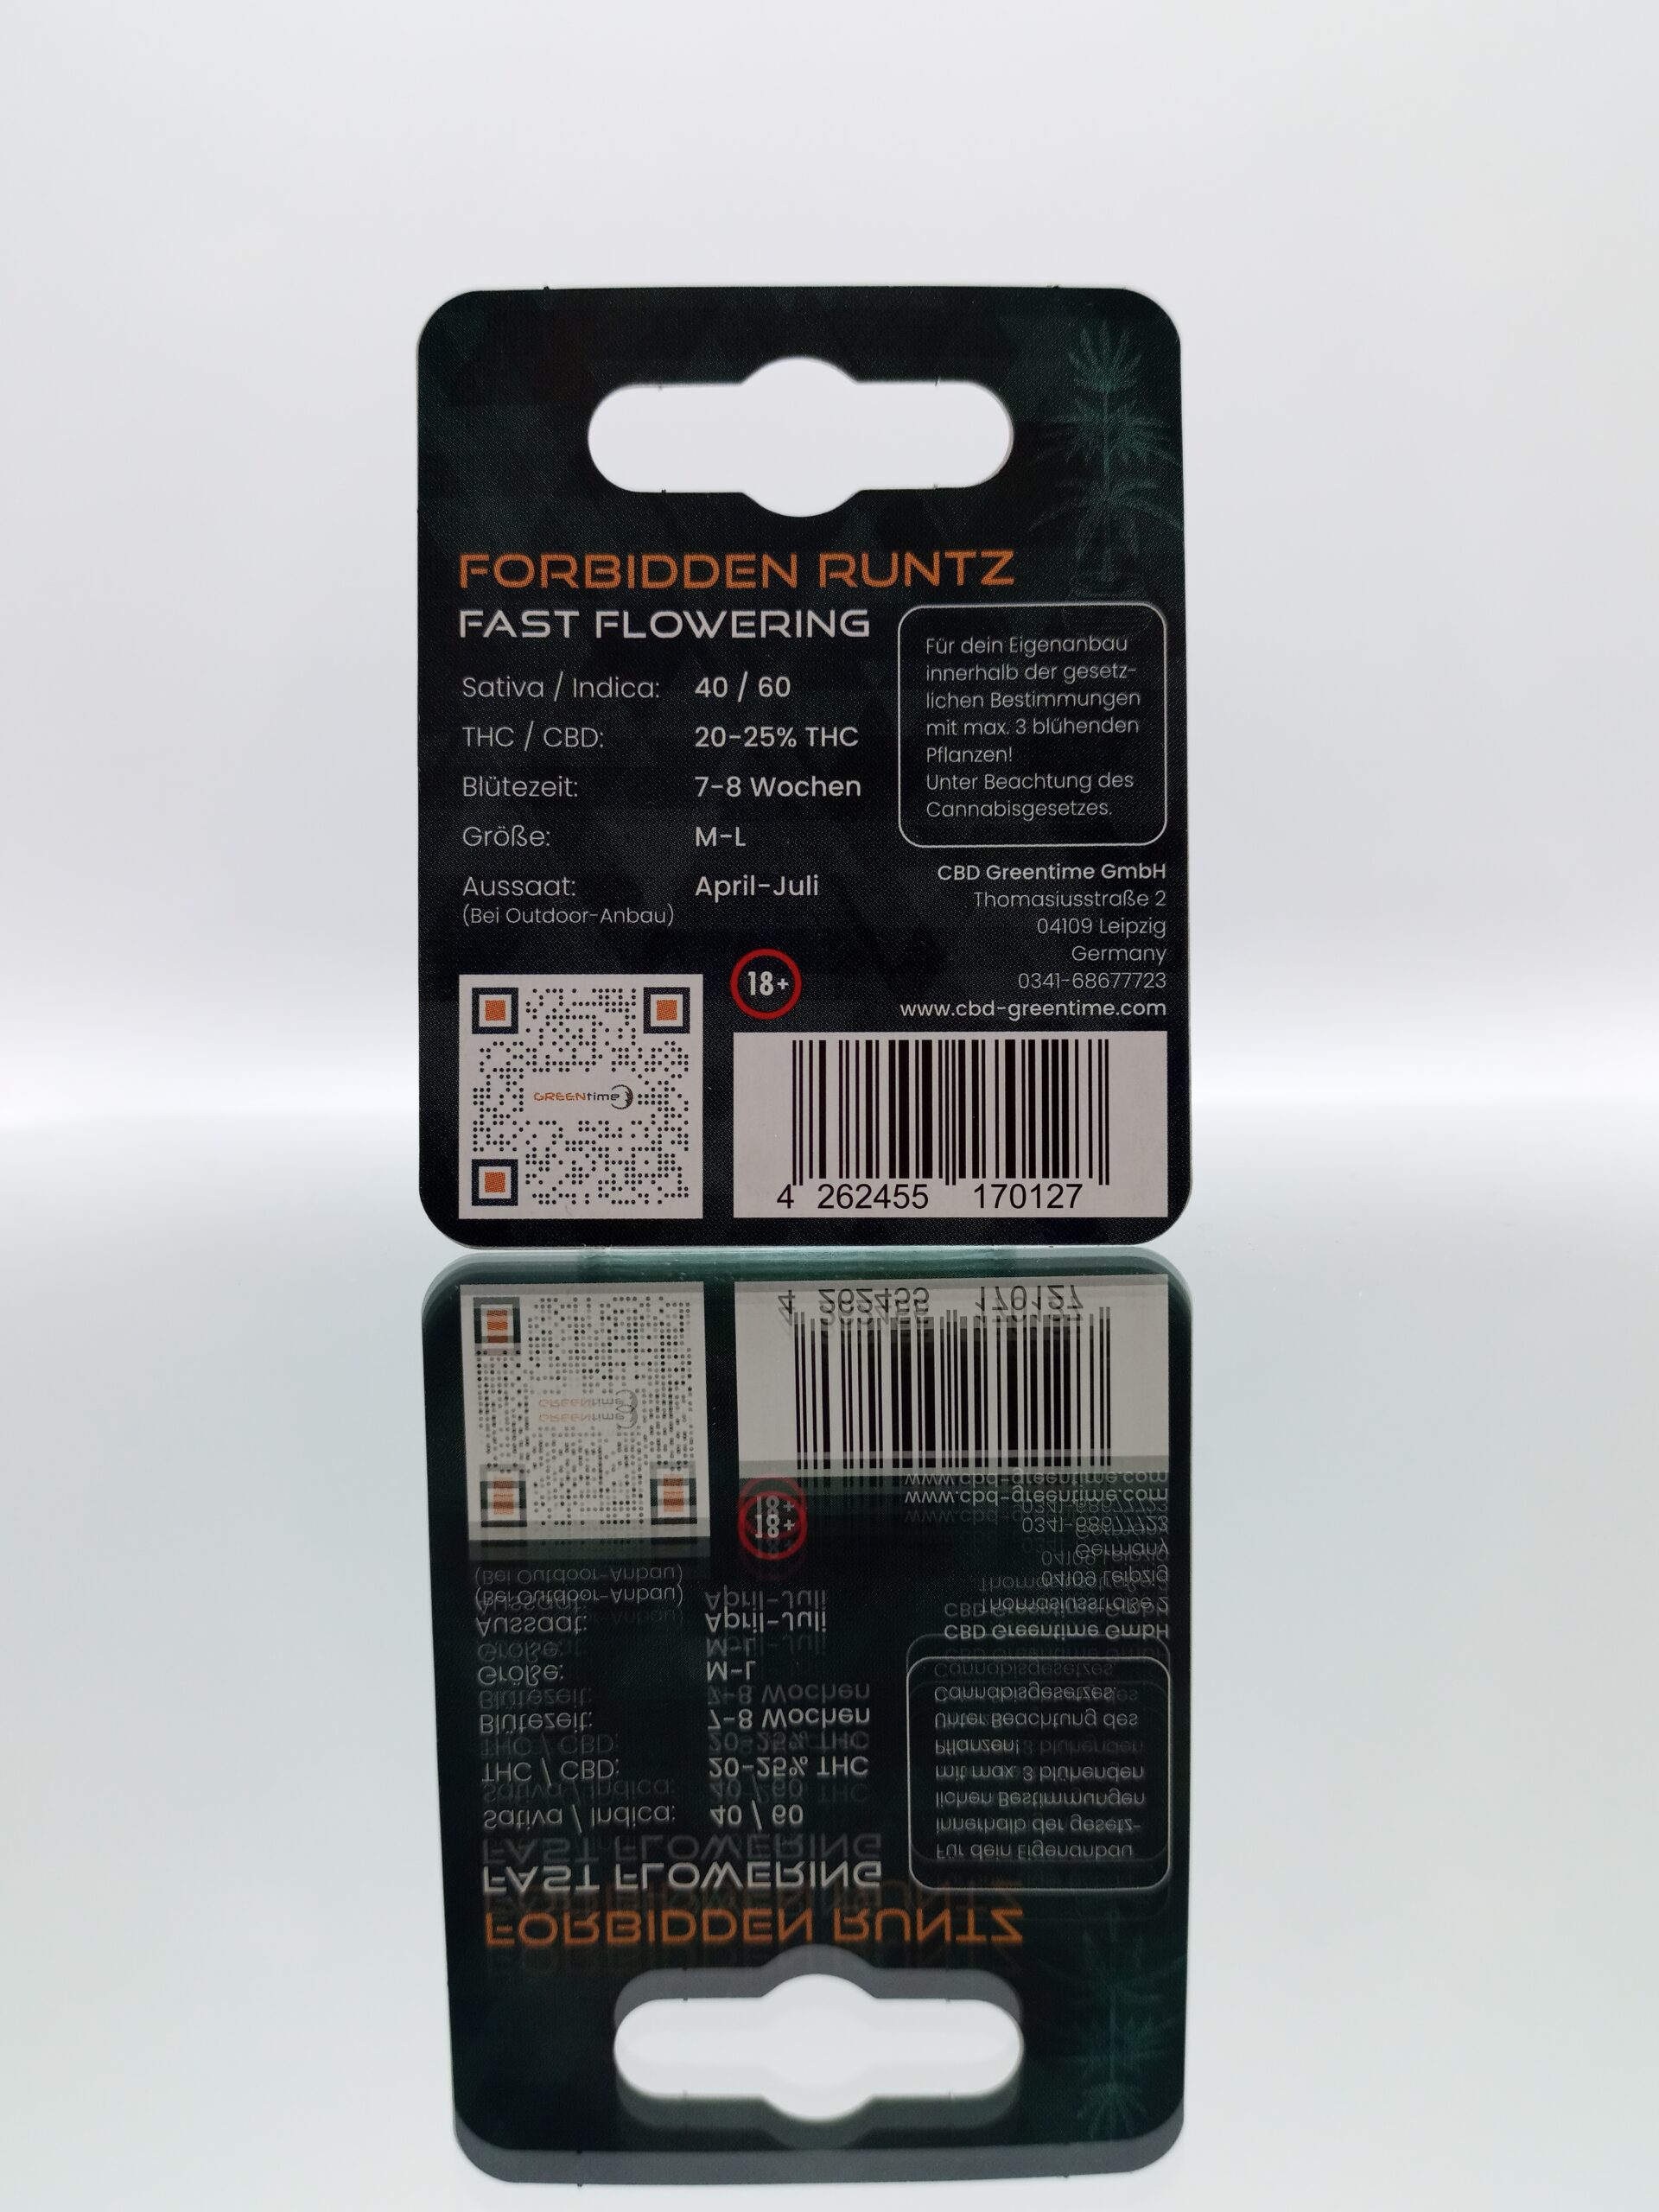 FORBIDDEN RUNTZ
FAST FLOWERING
Sativa / Indica: 40 / 60
THC / CBD: 20-25% THC
Blütezeit: 7-8 Wochen
Größe: M-L
Aussaat: April-Juli
(Bei Outdoor-Anbau)
Für dein Eigenanbau
innerhalb der gesetz-
lichen Bestimmungen
mit max. 3 blühenden
Pflanzen!
Unter Beachtung des
Cannabisgesetzes.
CBD Greentime GmbH
Thomasiusstraße 2
04109 Leipzig
Germany
0341-68677723
www.cbd-greentime.com
18+
GREENtime
4 262455 170127